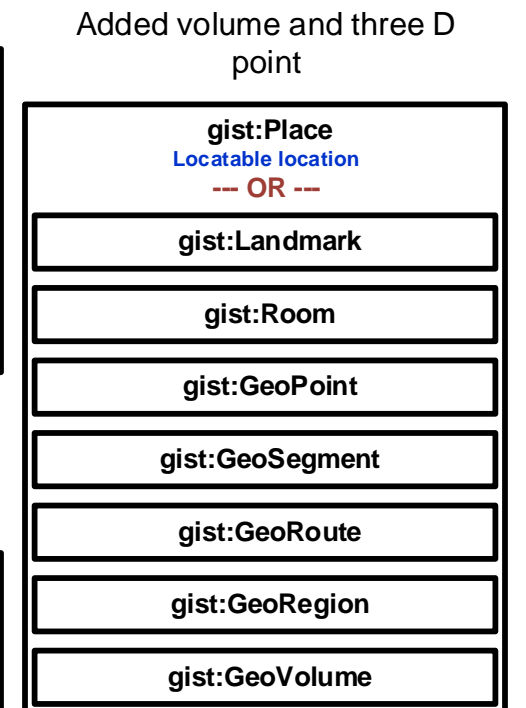 Added volume and three D
point
gist:Place
Locatable location
--- OR ---
gist:Landmark
gist:Room
gist:GeoPoint
gist:GeoSegment
gist:GeoRoute
gist:GeoRegion
gist:GeoVolume